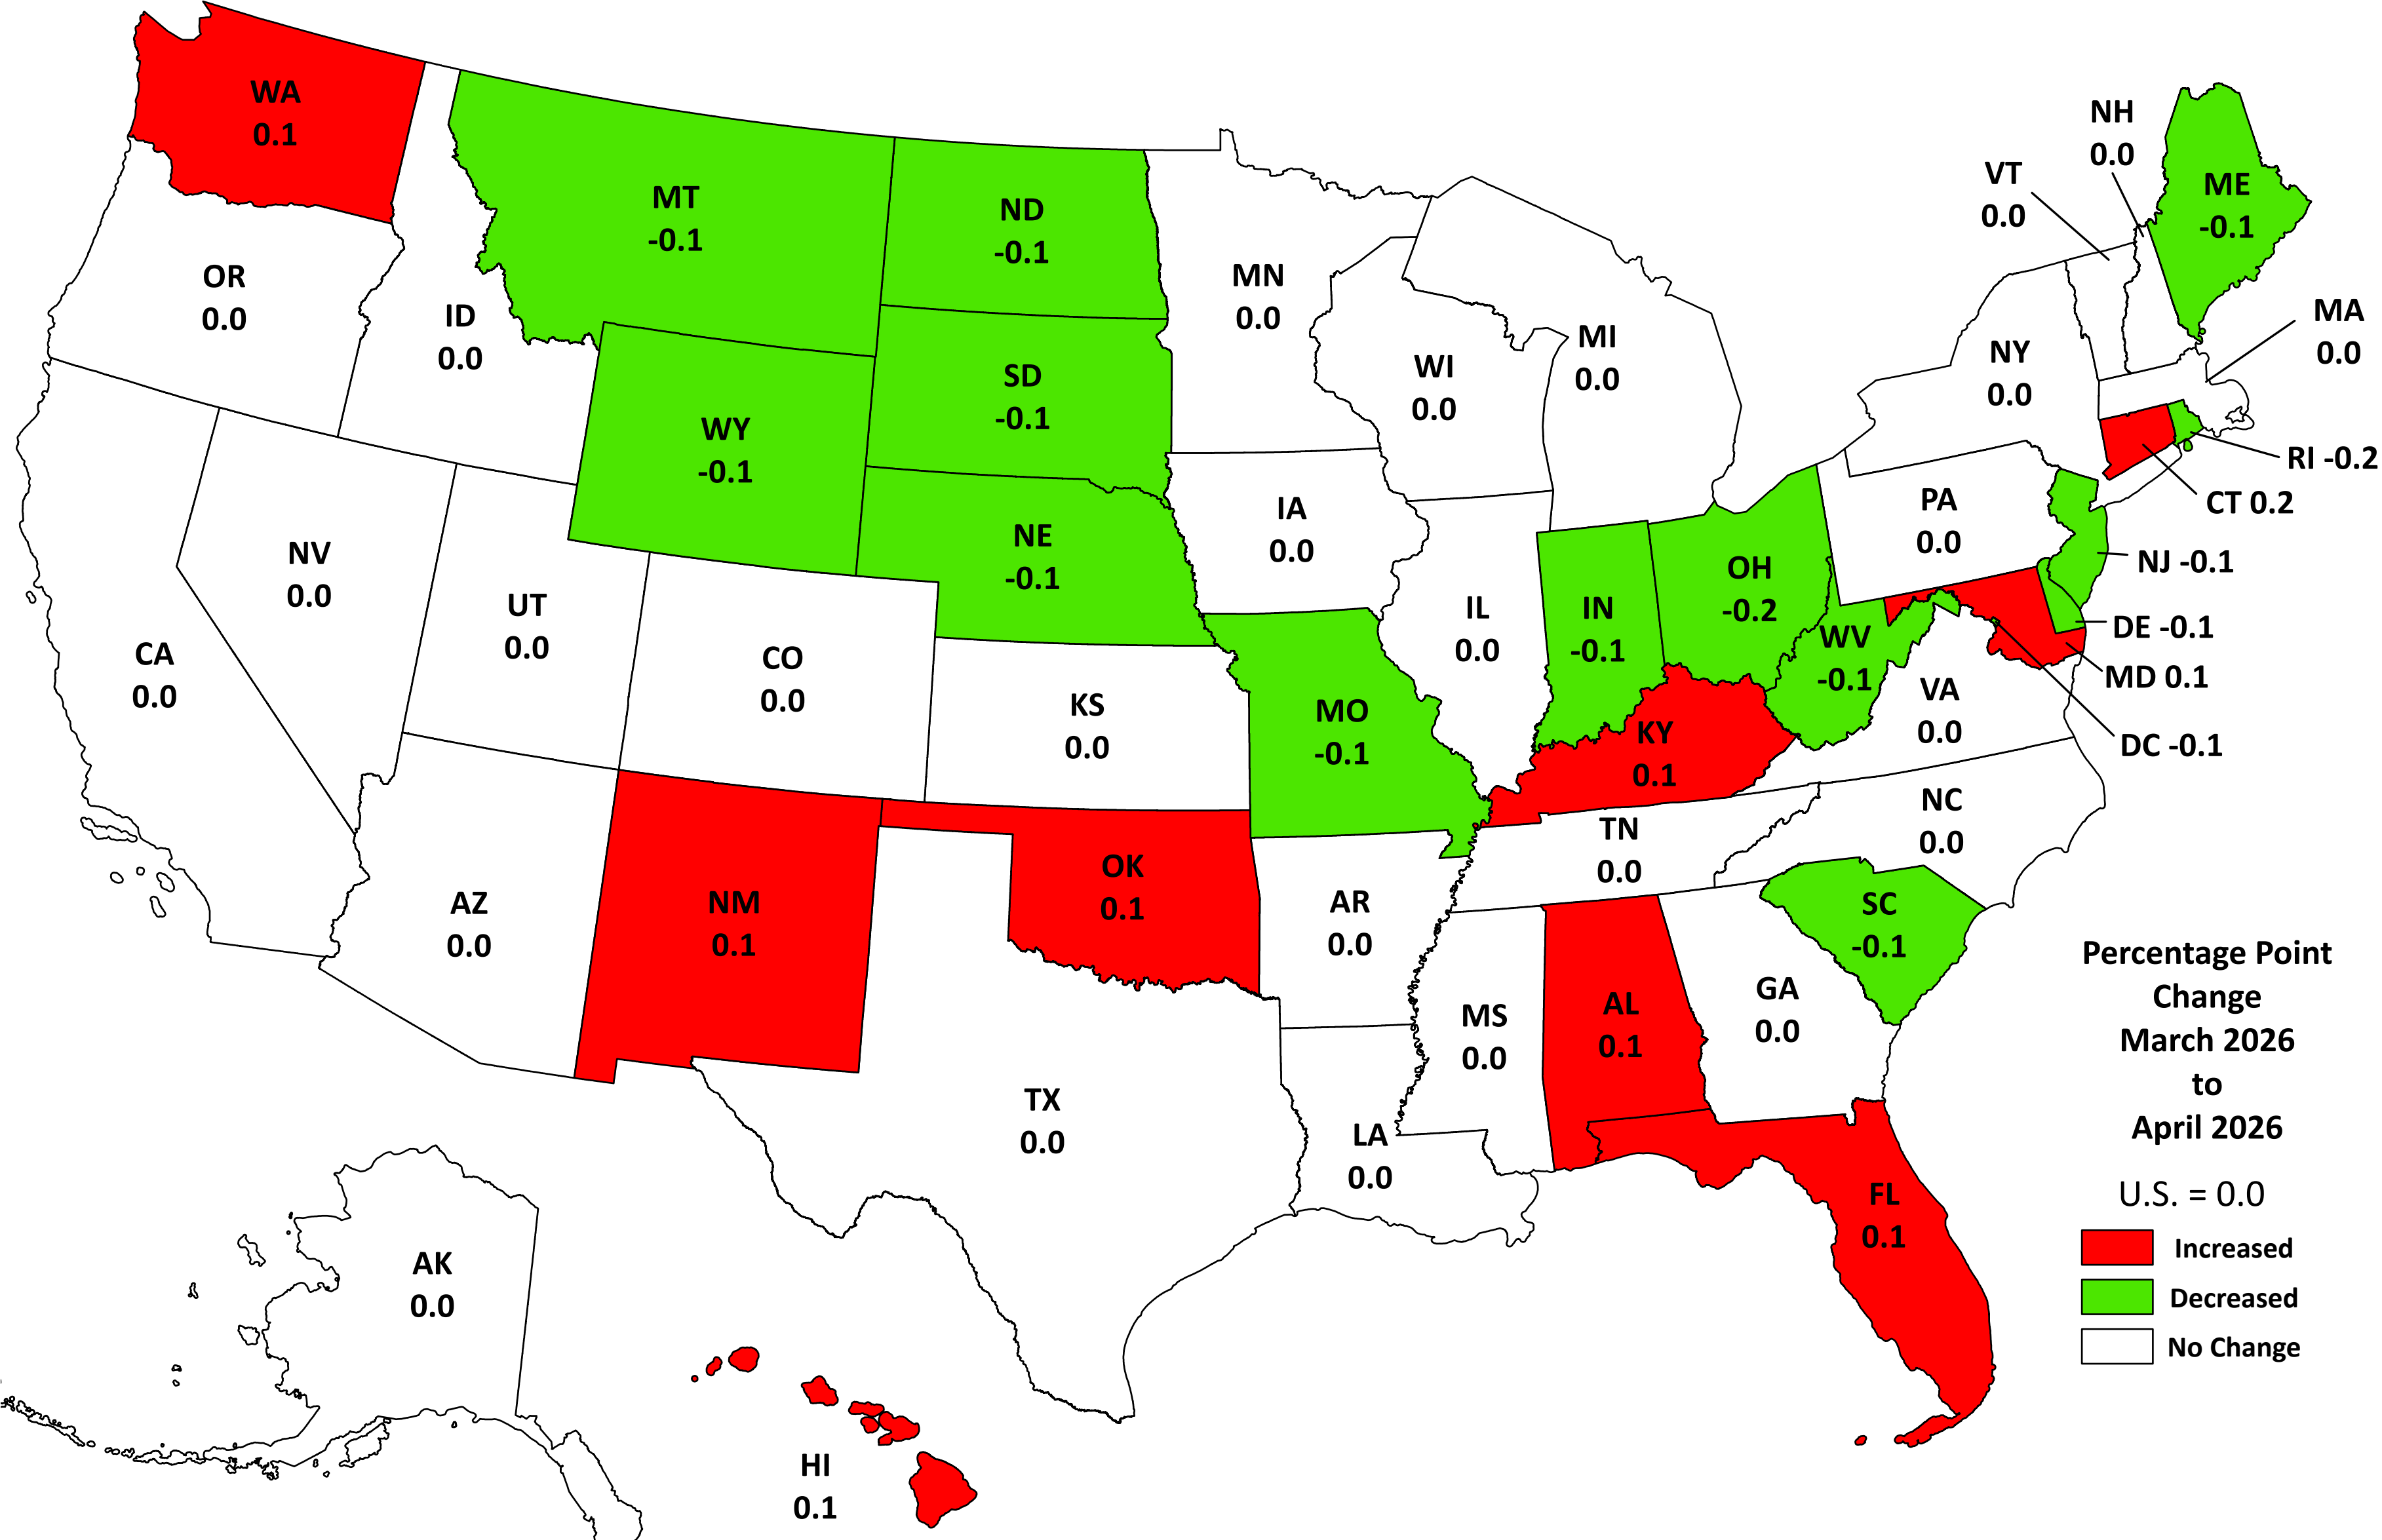 WA
0.1
MT
-0.1
ND
-0.1
OR
0.0
ID
0.0
WY
-0.1
SD
-0.1
NE
-0.1
MN
0.0
WI
0.0
MI
0.0
NH
0.0
VT
0.0
ME
-0.1
MA
0.0
NY
0.0
RI -0.2
CT 0.2
PA
0.0
NJ -0.1
DE -0.1
MD 0.1
DC -0.1
NV
0.0
UT
0.0
CA
0.0
CO
0.0
KS
0.0
IA
0.0
IL
0.0
IN
-0.1
OH
-0.2
WV
-0.1
VA
0.0
MO
-0.1
KY
0.1
NC
0.0
TN
0.0
SC
-0.1
AZ
0.0
NM
0.1
OK
0.1
AR
0.0
MS
0.0
AL
0.1
GA
0.0
TX
0.0
LA
0.0
FL
0.1
AK
0.0
HI
0.1
Percentage Point
Change
March 2026
to
April 2026
U.S. = 0.0
Increased
Decreased
No Change